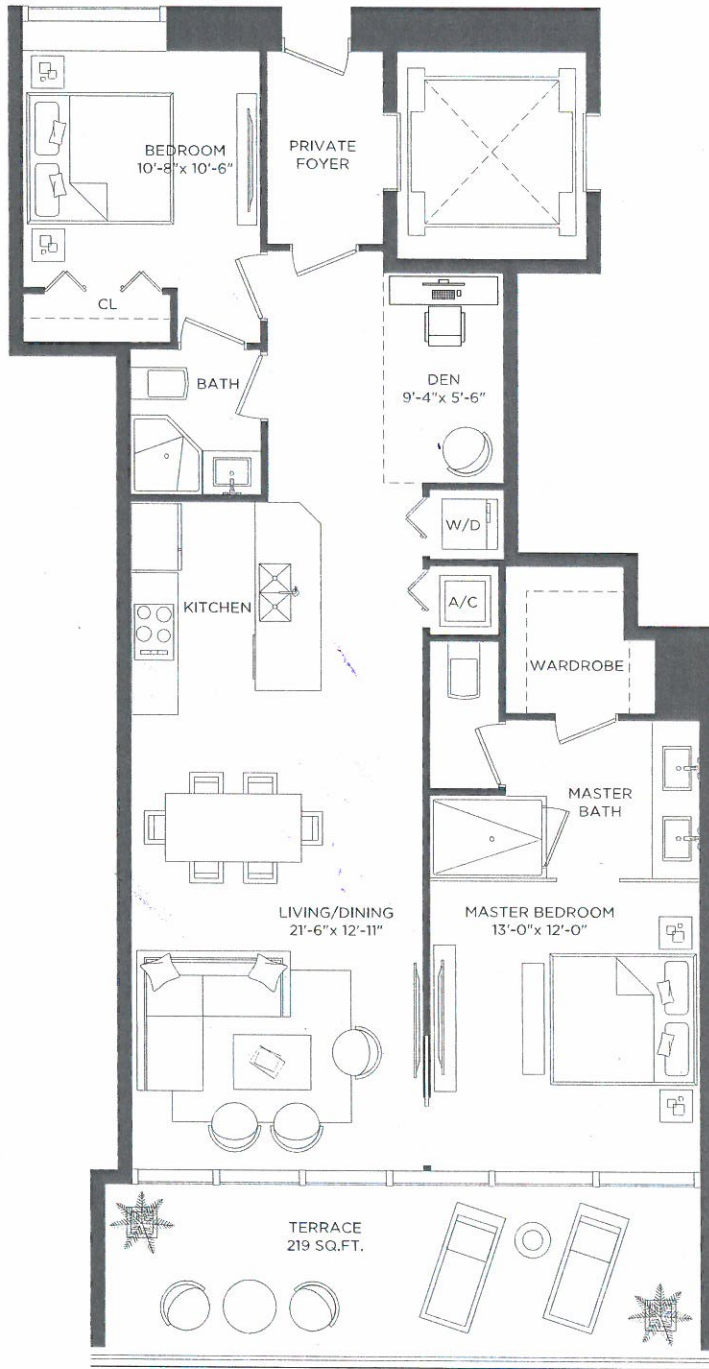 BEDROOM
10'-8"x 10'-6"
PRIVATE
FOYER
CL
BATH
DEN
9'-4"x 5'-6"
W/D
KITCHEN
A/C
WARDROBE
MASTER
BATH
LIVING/DINING
21'-6"x 12'-11"
MASTER BEDROOM
13'-0"x 12'-0"
TERRACE
219 SQ.FT.